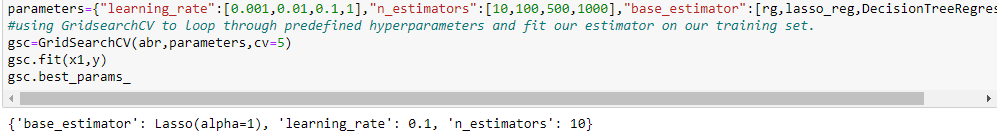 parameters={"learning_rate":[0.001,0.01,0.1,1],"n_estimators":[10,100,500,1000],"base_estimator":[rg,lasso_reg,DecisionTreeRegres
#using GridsearchCV to loop through predefined hyperparameters and fit our estimator on our training set.
gsc=GridSearchCV(abr,parameters,cv=5)
gsc.fit(x1,y)
gsc.best_params_
{'base_estimator': Lasso(alpha=1), 'learning_rate': 0.1, 'n_estimators': 10}